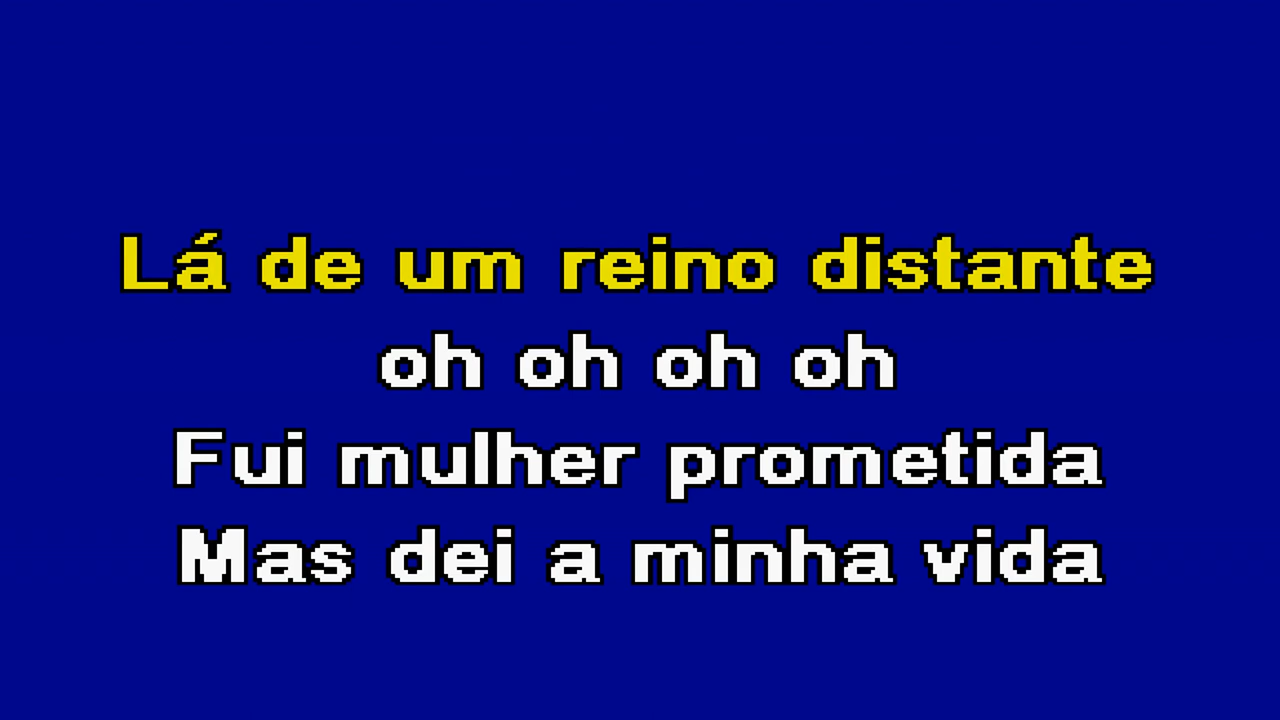 Lá de um reino distante
oh oh oh oh
Fui mulher prometida
Mas dei a minha vida